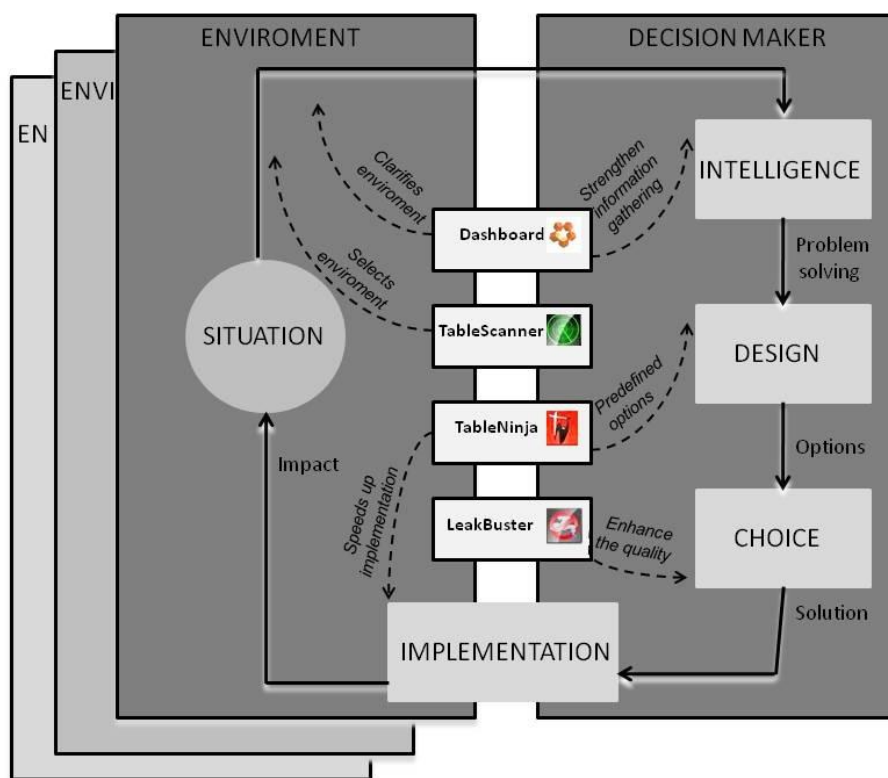 ENVIROMENT
DECISION MAKER
ENVI
EN
Clarifies
enviroment
Strengthen
information
gathering
INTELLIGENCE
Dashboard
Problem
solving
Selects
enviroment
TableScanner
SITUATION
DESIGN
Predefined
options
TableNinja
Impact
Options
Speeds up
implementation
LeakBuster
Enhance
the quality
CHOICE
Solution
IMPLEMENTATION